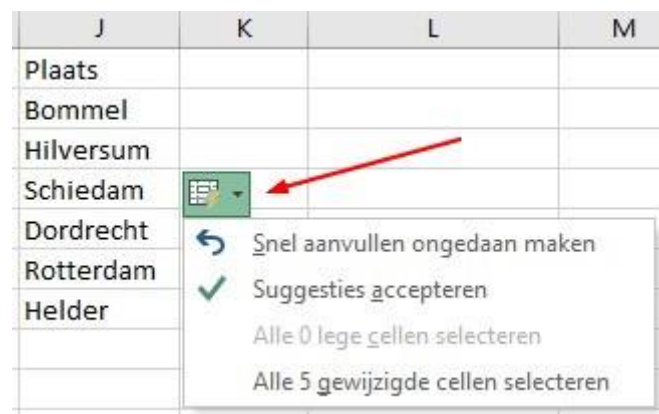 J K L M
Plaats
Bommel
Hilversum
Schiedam
Dordrecht
Rotterdam
Helder
Snel aanvullen ongedaan maken
Suggesties accepteren
Alle 0 lege cellen selecteren
Alle 5 gewijzigde cellen selecteren